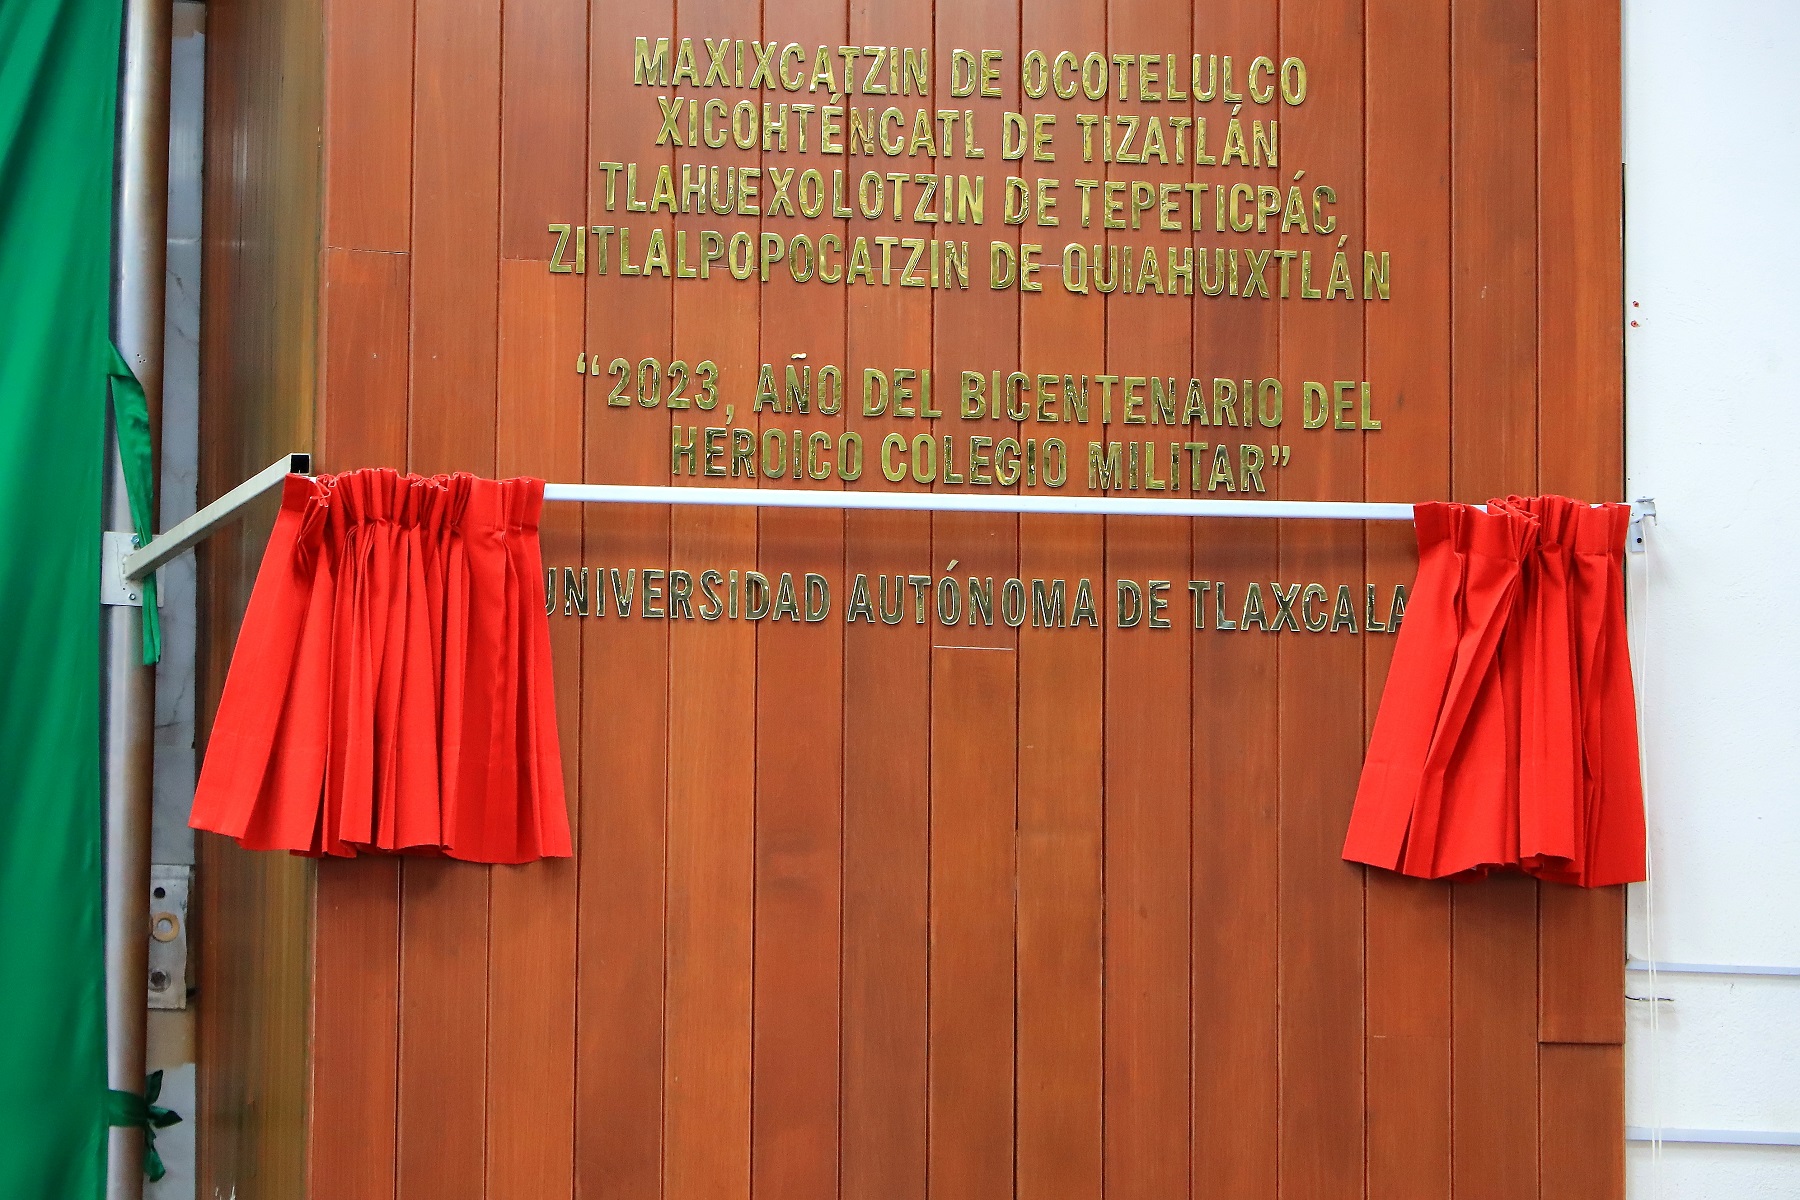 MAXIXCATZIN DE OCOTELULCO
XICOHTÉNCATL DE TIZATLÁN
TLAHUEXOLOTZIN DE TEPETICPÁC
ZITLALPOPOCATZIN DE QUIAHUIXTLÁN
“2023, AÑO DEL BICENTENARIO DEL
HEROICO COLEGIO MILITAR”
UNIVERSIDAD AUTÓNOMA DE TLAXCALA